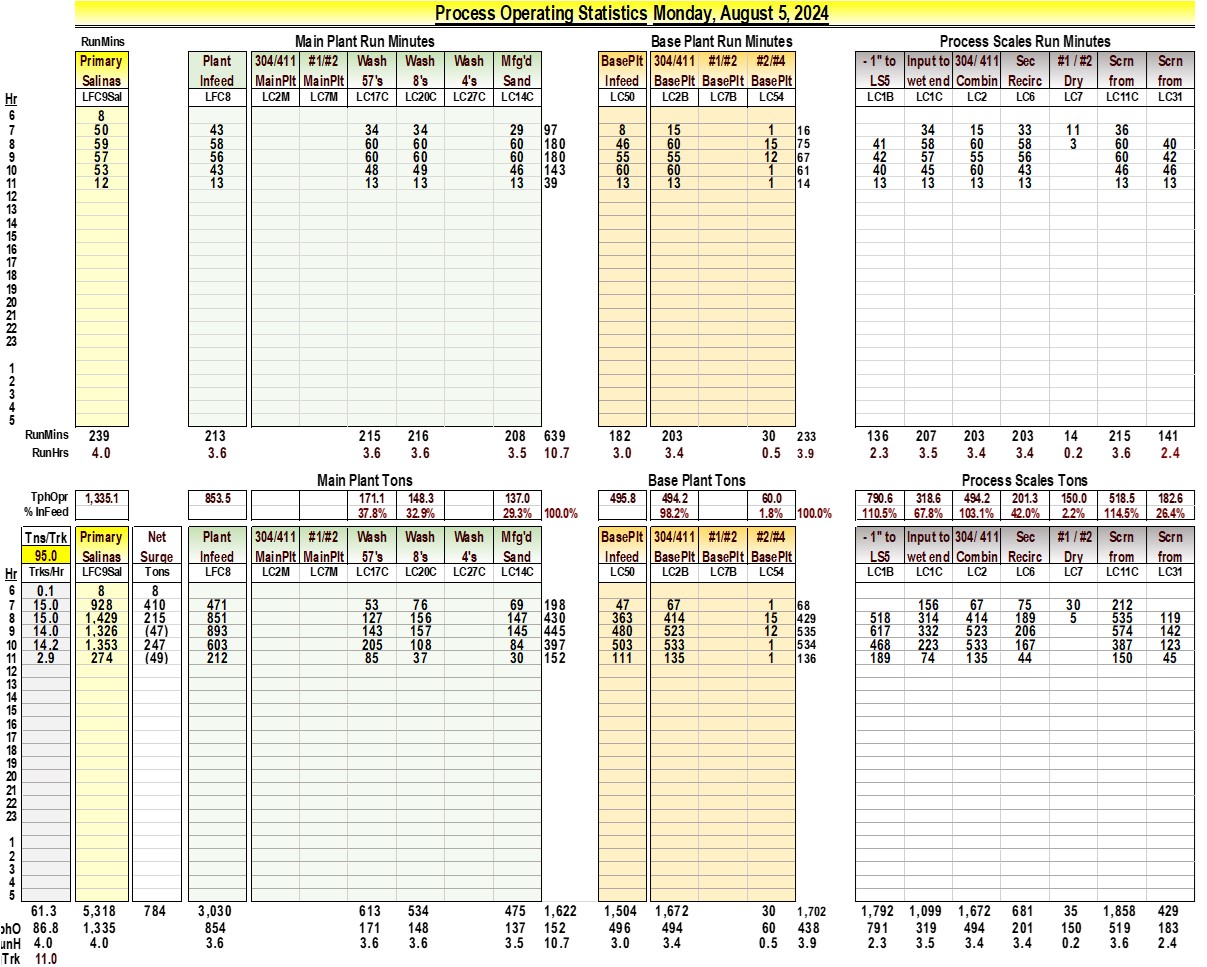 Process Operating Statistics Monday, August 5, 2024
RunMins Main Plant Run Minutes Base Plant Run Minutes Process Scales Run Minutes
Primary Plant 304/411 #1/#2 Wash Wash Wash Mfg'd BasePlt 304/411 #1/#2 #2/#4 - 1" to Input to 304/ 411 Sec #1 / #2 Scrn Scrn
Salinas Infeed MainPlt MainPlt 57's 8's 4's Sand Infeed BasePlt BasePlt BasePlt LS5 wet end Combin Recirc Dry from from
Hr LFC9Sal LFC8 LC2M LC7M LC17C LC20C LC27C LC14C LC50 LC2B LC7B LC54 LC1B LC1C LC2 LC6 LC7 LC11C LC31
6 8
7 50 43 34 34 29 97 8 15 1 16 34 15 33 11 36
8 59 58 60 60 60 180 46 60 15 75 41 58 60 58 3 60 40
9 57 56 60 60 60 180 55 55 12 67 42 57 55 56 60 42
10 53 43 48 49 46 143 60 60 1 61 40 45 60 43 46 46
11 12 13 13 13 13 39 13 13 1 14 13 13 13 13 13 13
12
13
14
15
16
17
18
19
20
21
22
23
1
2
3
4
5
RunMins 239 213 215 216 208 639 182 203 30 233 136 207 203 203 14 215 141
RunHrs 4.0 3.6 3.6 3.6 3.5 10.7 3.0 3.4 0.5 3.9 2.3 3.5 3.4 3.4 0.2 3.6 2.4
Main Plant Tons Base Plant Tons Process Scales Tons
TphOpr 1,335.1 853.5 171.1 148.3 137.0 495.8 494.2 60.0 790.6 318.6 494.2 201.3 150.0 518.5 182.6
% InFeed 37.8% 32.9% 29.3% 100.0% 98.2% 1.8% 100.0% 110.5% 67.8% 103.1% 42.0% 2.2% 114.5% 26.4%
Tns/Trk Primary Net Plant 304/411 #1/#2 Wash Wash Wash Mfg'd BasePlt 304/411 #1/#2 #2/#4 - 1" to Input to 304/ 411 Sec #1 / #2 Scrn Scrn
95.0 Salinas Surge Infeed MainPlt MainPlt 57's 8's 4's Sand Infeed BasePlt BasePlt BasePlt LS5 wet end Combin Recirc Dry from from
Hr Trks/Hr LFC9Sal Tons LFC8 LC2M LC7M LC17C LC20C LC27C LC14C LC50 LC2B LC7B LC54 LC1B LC1C LC2 LC6 LC7 LC11C LC31
6 0.1 8 8
7 15.0 928 410 471 53 76 69 198 47 67 1 68 156 67 75 30 212
8 15.0 1,429 215 851 127 156 147 430 363 414 15 429 518 314 414 189 5 535 119
9 14.0 1,326 (47) 893 143 157 145 445 480 523 12 535 617 332 523 206 574 142
10 14.2 1,353 247 603 205 108 84 397 503 533 1 534 468 223 533 167 387 123
11 2.9 274 (49) 212 85 37 30 152 111 135 1 136 189 74 135 44 150 45
12
13
14
15
16
17
18
19
20
21
22
23
1
2
3
4
5
61.3 5,318 784 3,030 613 534 475 1,622 1,504 1,672 30 1,702 1,792 1,099 1,672 681 35 1,858 429
phO 86.8 1,335 854 171 148 137 152 496 494 60 438 791 319 494 201 150 519 183
unH 4.0 4.0 3.6 3.6 3.6 3.5 10.7 3.0 3.4 0.5 3.9 2.3 3.5 3.4 3.4 0.2 3.6 2.4
Trk 11.0